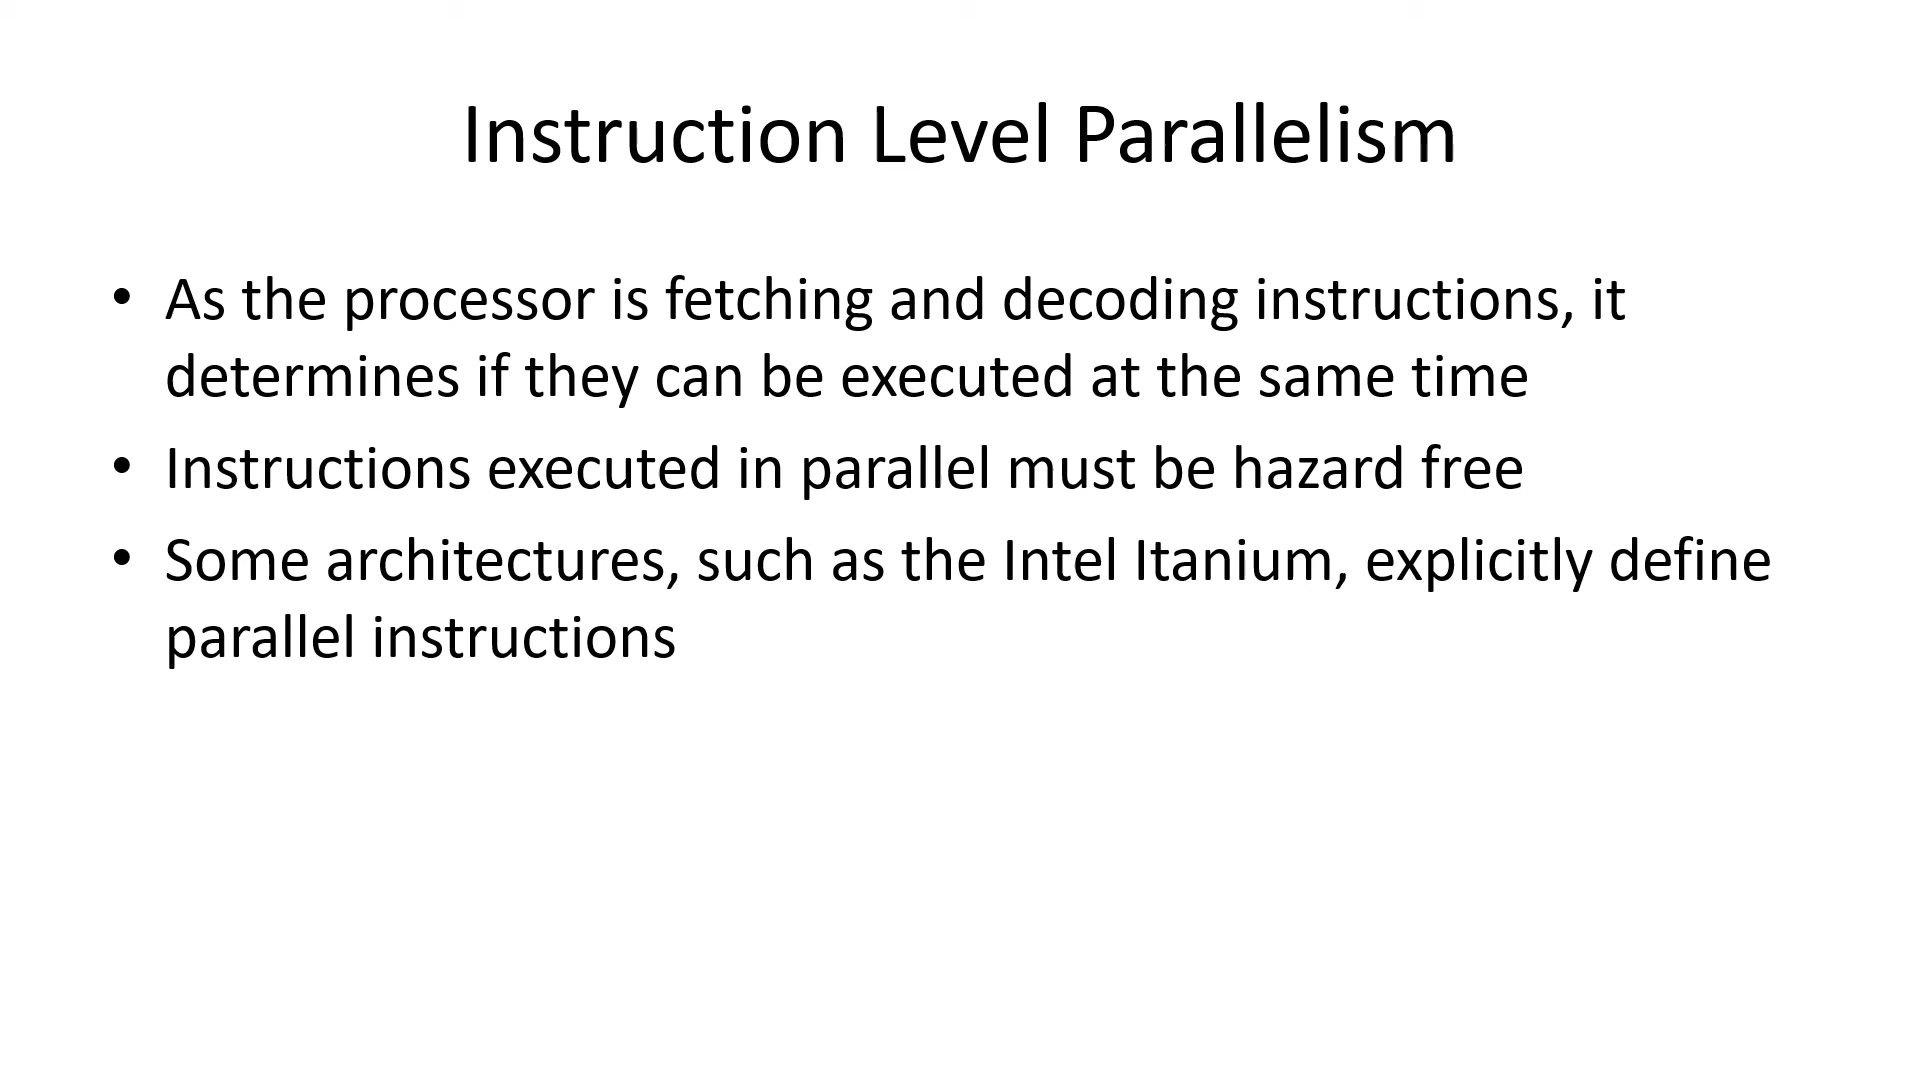 Instruction Level Parallelism
• As the processor is fetching and decoding instructions, it
determines if they can be executed at the same time
• Instructions executed in parallel must be hazard free
• Some architectures, such as the Intel Itanium, explicitly define
parallel instructions